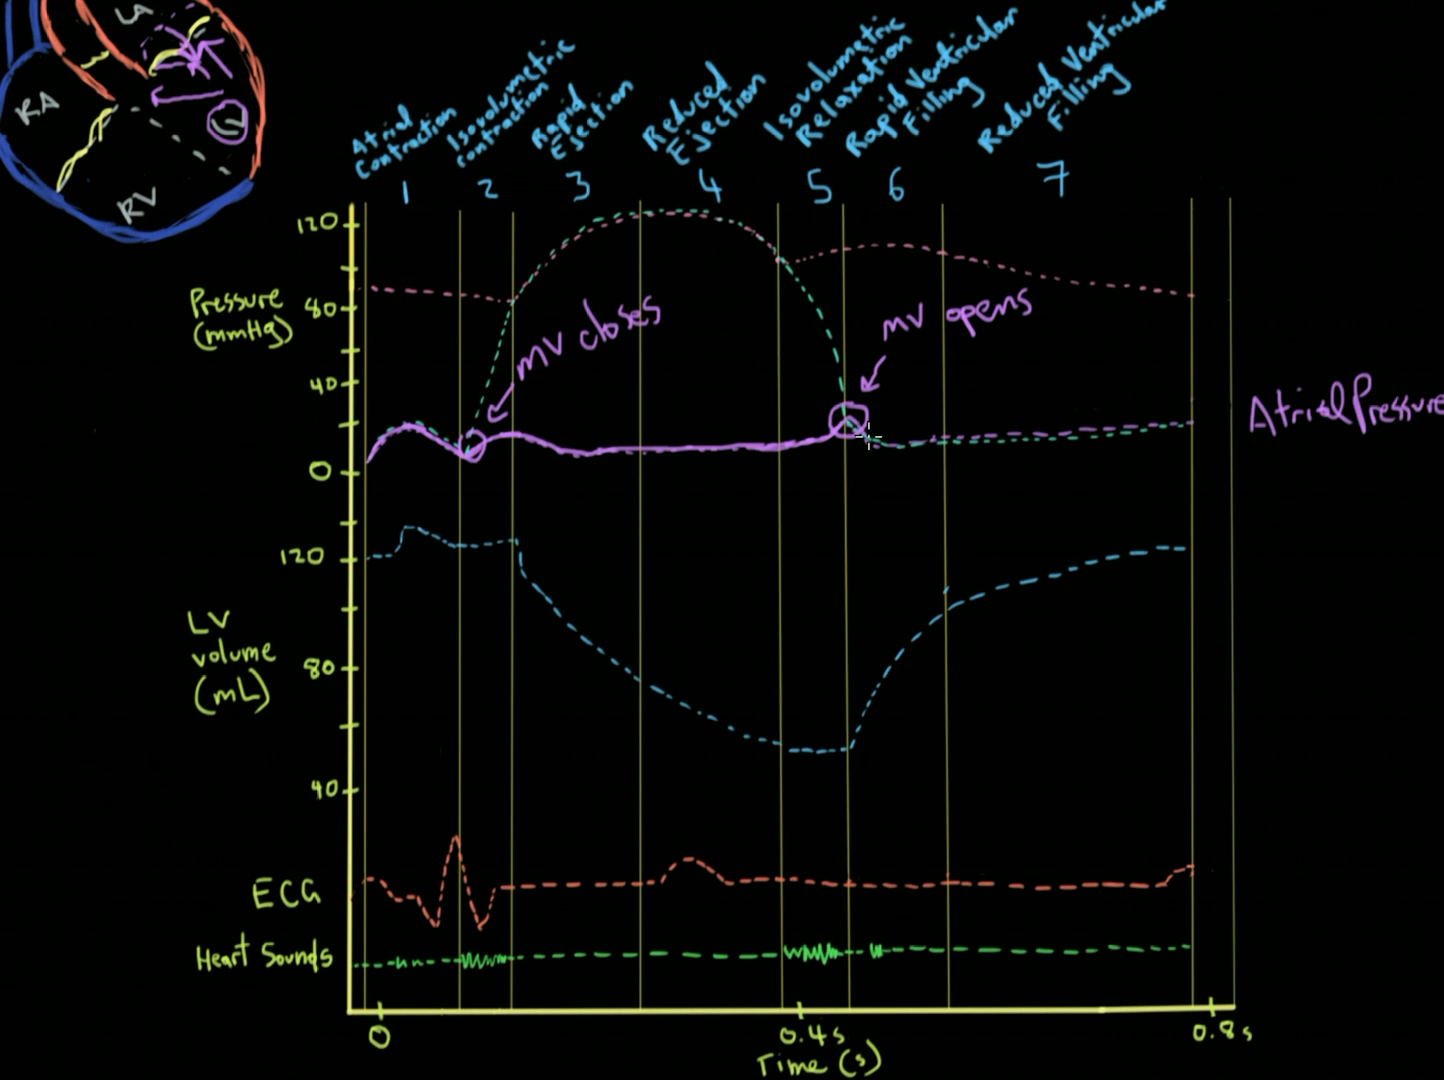 LA
RA
LV
RV
Atrial
Contraction
1
Isovolumetric
contraction
2
Rapid
Ejection
3
Reduced
Ejection
4
Isovolumetric
Relaxation
5
Rapid Ventricular
Filling
6
Reduced Ventricular
Filling
7
120
Pressure
(mmHg)
80
40
0
MV closes
MV opens
Atrial Pressure
120
LV
volume
(mL)
80
40
ECG
Heart Sounds
0
0.4s
0.8s
Time (s)